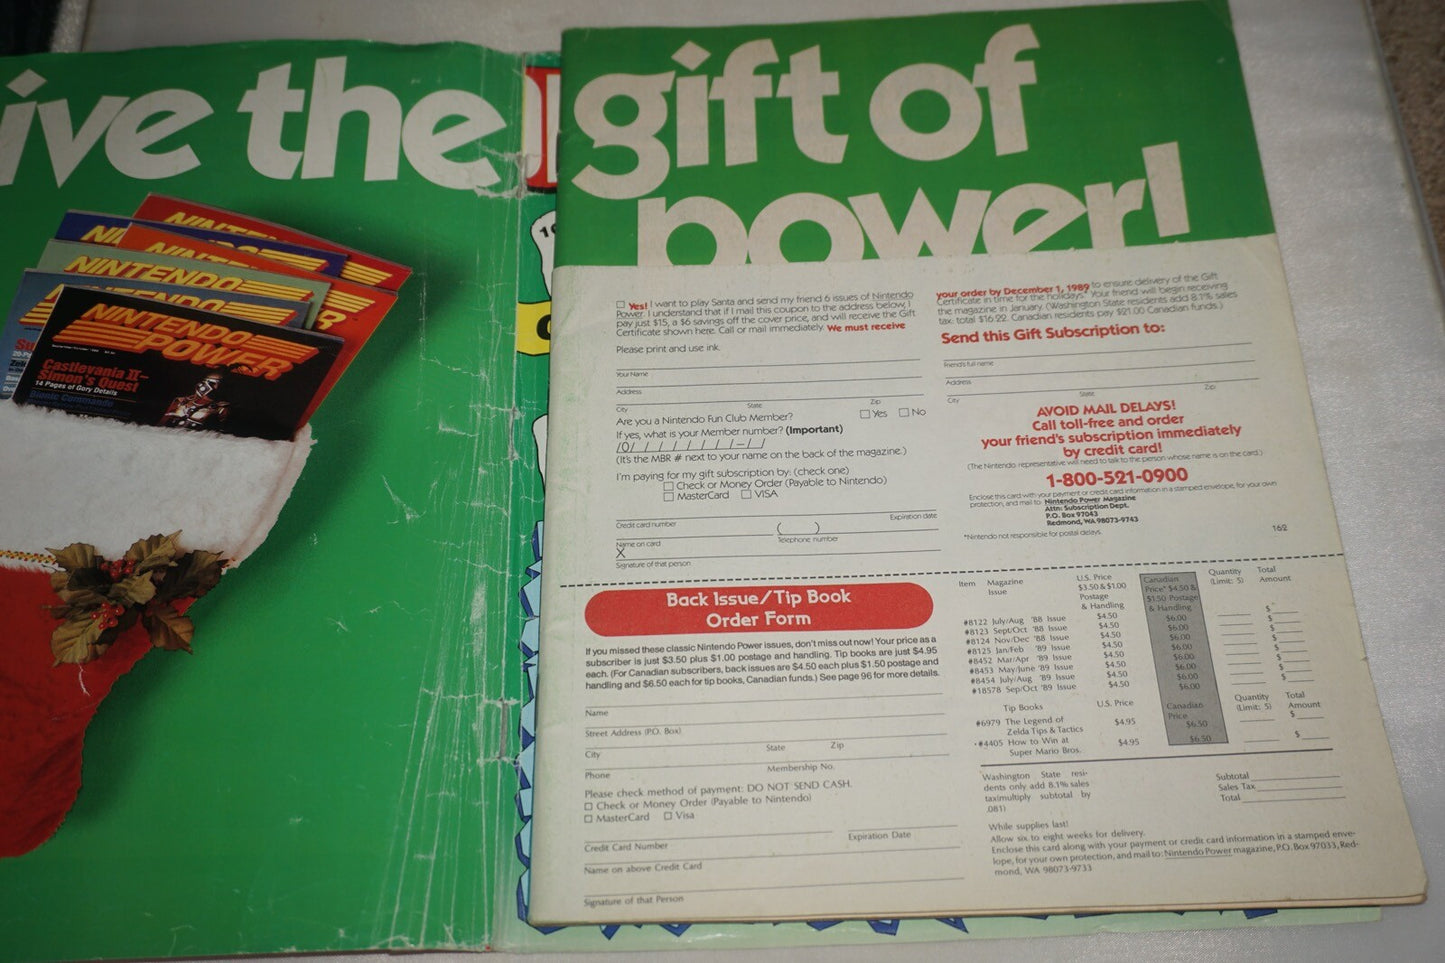 ive the
gift of
power!
NINTENDO
NINTENDO
NINTENDO
POWER
Castlevania II-
Simon's Quest
14 Pages of Gory Details
Bionic Commando
☐ Yes! I want to play Santa and send my friend 6 issues of Nintendo
Power. I understand that if I mail this coupon to the address below, I
pay just $15, a $6 savings off the cover price, and will receive the Gift
Certificate shown here. Call or mail immediately. We must receive
your order by December 1, 1989 to ensure delivery of the Gift
Certificate in time for the holidays.* Your friend will begin receiving
the magazine in January. (Washington State residents add 8.1% sales
tax: total $16.22. Canadian residents pay $21.00 Canadian funds.)
Please print and use ink.
Your Name
Address
City State Zip
Are you a Nintendo Fun Club Member? ☐ Yes ☐ No
If yes, what is your Member number? (Important)
/0/ / / / / / / /-/ /
(It's the MBR # next to your name on the back of the magazine.)
I'm paying for my gift subscription by: (check one)
☐ Check or Money Order (Payable to Nintendo)
☐ MasterCard ☐ VISA
Credit card number Expiration date
( )
Name on card Telephone number
X
Signature of that person
Send this Gift Subscription to:
Friend's full name
Address
City State Zip
AVOID MAIL DELAYS!
Call toll-free and order
your friend's subscription immediately
by credit card!
(The Nintendo representative will need to talk to the person whose name is on the card.)
1-800-521-0900
Enclose this card with your payment or credit card information in a stamped envelope, for your own
protection, and mail to: Nintendo Power Magazine
Attn: Subscription Dept.
P.O. Box 97043
Redmond, WA 98073-9743
*Nintendo not responsible for postal delays.
162
Back Issue/Tip Book
Order Form
If you missed these classic Nintendo Power issues, don't miss out now! Your price as a
subscriber is just $3.50 plus $1.00 postage and handling. Tip books are just $4.95
each. (For Canadian subscribers, back issues are $4.50 each plus $1.50 postage and
handling and $6.50 each for tip books, Canadian funds.) See page 96 for more details.
Name
Street Address (P.O. Box)
City State Zip
Phone Membership No.
Please check method of payment: DO NOT SEND CASH.
☐ Check or Money Order (Payable to Nintendo)
☐ MasterCard ☐ Visa
Credit Card Number Expiration Date
Name on above Credit Card
Signature of that Person
Item Magazine U.S. Price Canadian Quantity Total
Issue $3.50 & $1.00 Price* $4.50 & (Limit: 5) Amount
Postage $1.50 Postage
& Handling & Handling
#8122 July/Aug '88 Issue $4.50 $6.00 $
#8123 Sept/Oct '88 Issue $4.50 $6.00 $
#8124 Nov/Dec '88 Issue $4.50 $6.00 $
#8125 Jan/Feb '89 Issue $4.50 $6.00 $
#8452 Mar/Apr '89 Issue $4.50 $6.00 $
#8453 May/June '89 Issue $4.50 $6.00 $
#8454 July/Aug '89 Issue $4.50 $6.00 $
#18578 Sep/Oct '89 Issue $4.50 $6.00 $
Tip Books U.S. Price Canadian Quantity Total
Price (Limit: 5) Amount
#6979 The Legend of $4.95 $6.50 $
Zelda Tips & Tactics
#4405 How to Win at $4.95 $6.50 $
Super Mario Bros.
Washington State resi-
dents only add 8.1% sales
tax(multiply subtotal by
.081)
Subtotal
Sales Tax
Total
While supplies last!
Allow six to eight weeks for delivery.
Enclose this card along with your payment or credit card information in a stamped enve-
lope, for your own protection, and mail to: Nintendo Power magazine, P.O. Box 97033, Red-
mond, WA 98073-9733